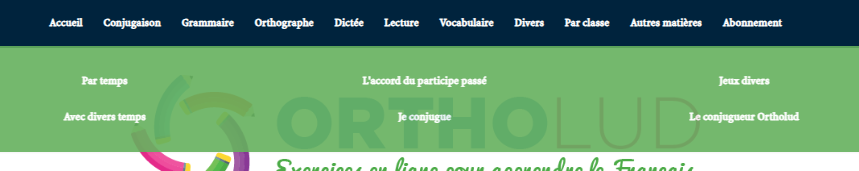 Accueil Conjugaison Grammaire Orthographe Dictée Lecture Vocabulaire Divers Par classe Autres matières Abonnement
Par temps L'accord du participe passé Jeux divers
Avec divers temps Je conjugue Le conjugueur Ortholud
ORTHOLUD
Exercices en ligne pour apprendre le Français